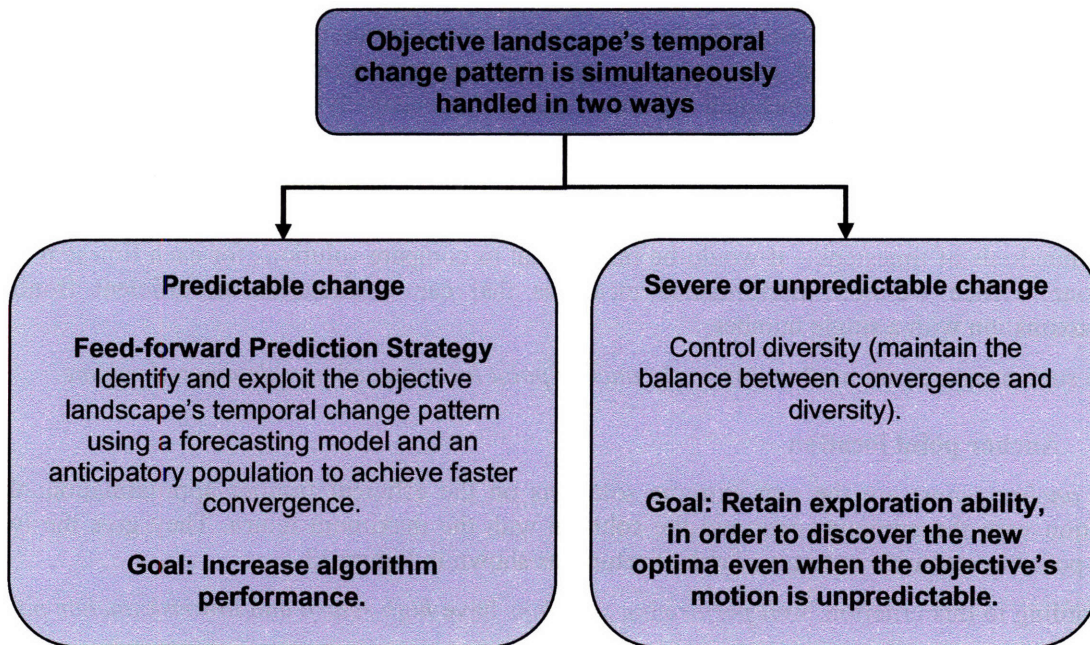 Objective landscape's temporal
change pattern is simultaneously
handled in two ways
Predictable change
Feed-forward Prediction Strategy
Identify and exploit the objective
landscape's temporal change pattern
using a forecasting model and an
anticipatory population to achieve faster
convergence.
Goal: Increase algorithm
performance.
Severe or unpredictable change
Control diversity (maintain the
balance between convergence and
diversity).
Goal: Retain exploration ability,
in order to discover the new
optima even when the objective's
motion is unpredictable.